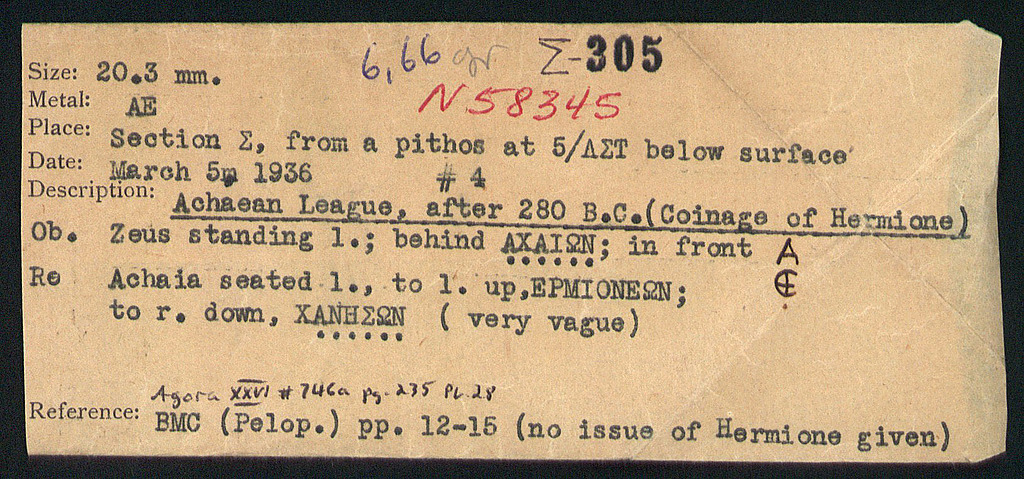 6,66 gr Σ-305
Size: 20.3 mm.
N58345
Metal: AE
Place: Section Σ, from a pithos at 5/ΛΣΤ below surface
Date: March 5, 1936 # 4
Description: Achaean League, after 280 B.C.(Coinage of Hermione)
Ob. Zeus standing l.; behind ΑΧΑΙΩΝ; in front Α
Re Achaia seated l., to l. up,ΕΡΜΙΟΝΕΩΝ;
to r. down, ΧΑΝΗΣΩΝ ( very vague)
Agora XXVI # 746a pg. 235 PL 28
Reference: BMC (Pelop.) pp. 12-15 (no issue of Hermione given)